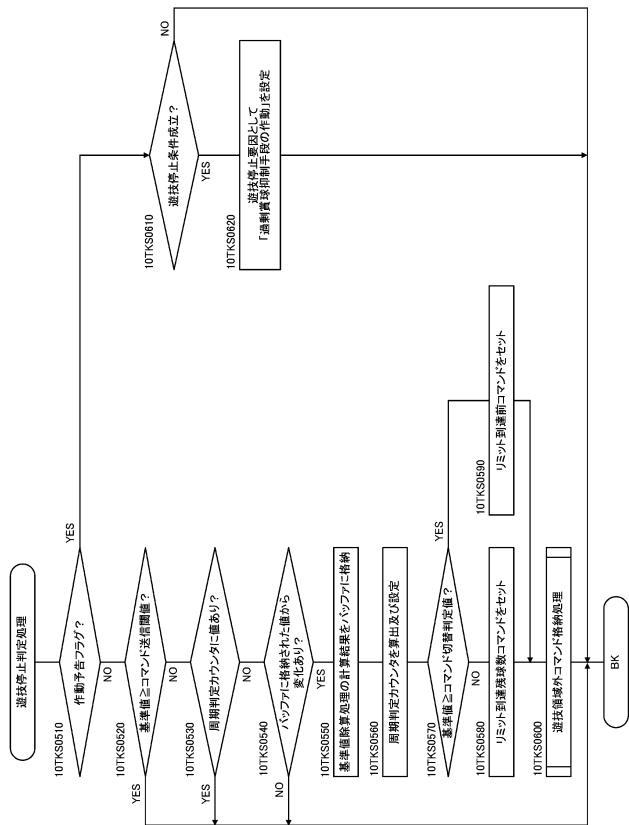 遊技停止判定処理
10TKS0510
作動予告フラグ？
YES
NO
10TKS0520
基準値≧コマンド送信閾値？
YES
NO
10TKS0530
周期判定カウンタに値あり？
YES
NO
10TKS0540
バッファに格納された値から
変化あり？
NO
YES
10TKS0550
基準値除算処理の計算結果をバッファに格納
10TKS0560
周期判定カウンタを算出及び設定
10TKS0570
基準値≧コマンド切替判定値？
YES
NO
10TKS0580
リミット到達残球数コマンドをセット
10TKS0590
リミット到達前コマンドをセット
10TKS0600
遊技領域外コマンド格納処理
10TKS0610
遊技停止条件成立？
NO
YES
10TKS0620
遊技停止要因として
「過剰賞球抑制手段の作動」を設定
BK